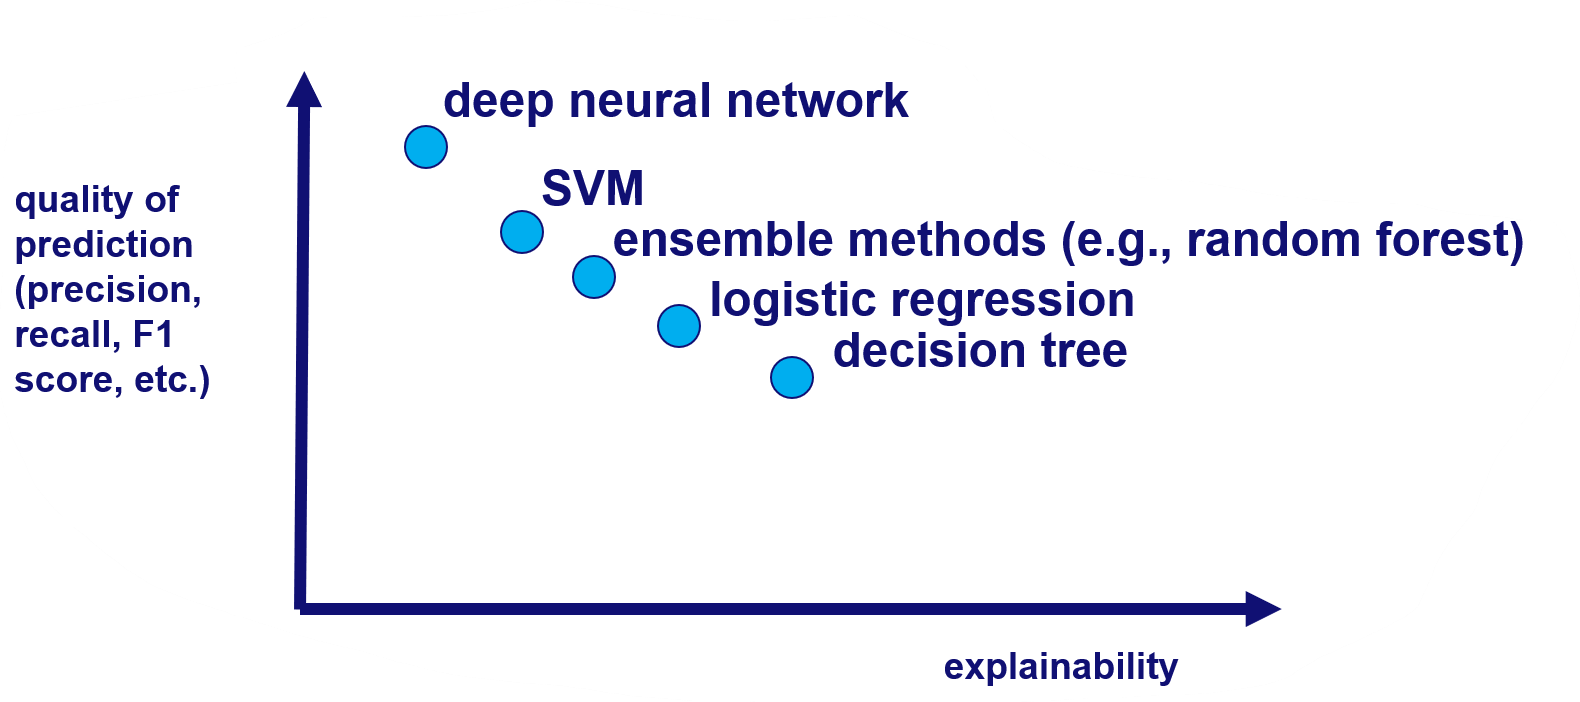 deep neural network
SVM
ensemble methods (e.g., random forest)
logistic regression
decision tree
quality of
prediction
(precision,
recall, F1
score, etc.)
explainability